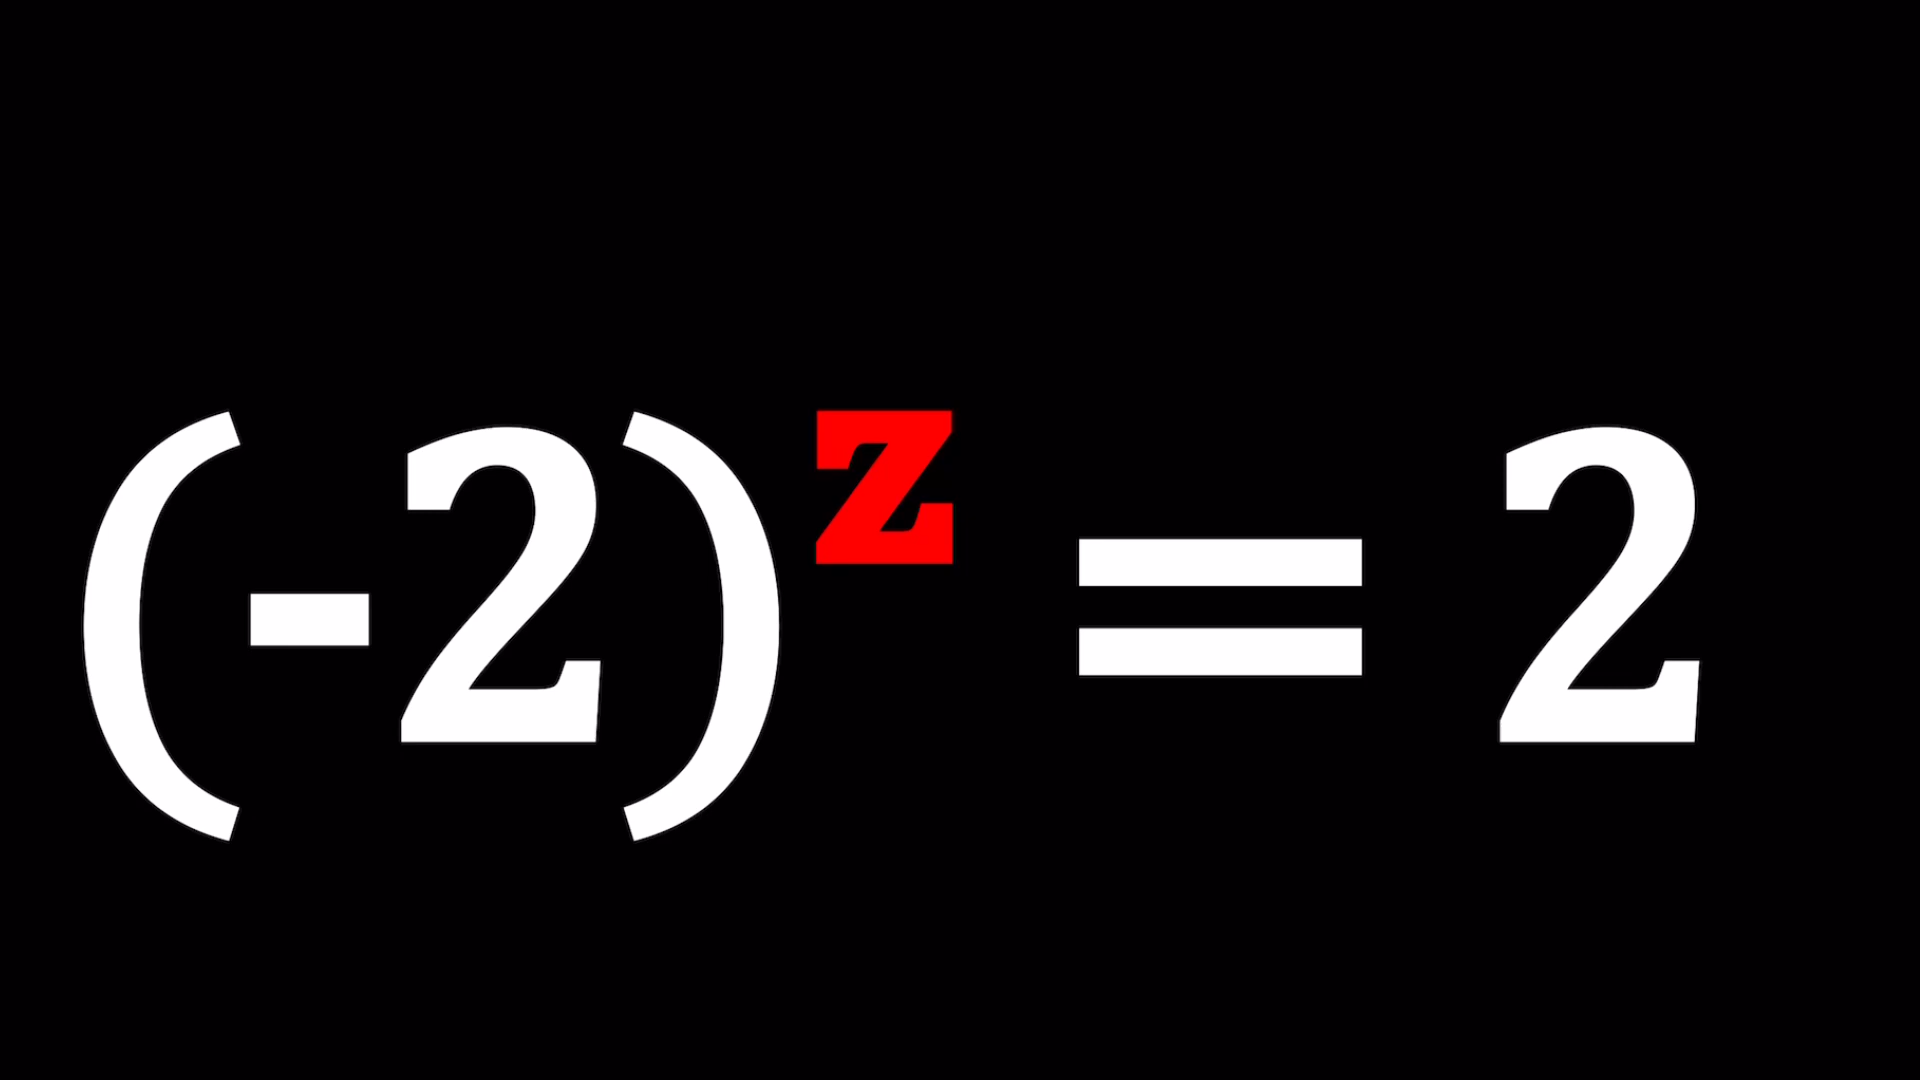 (-2)ᶻ = 2